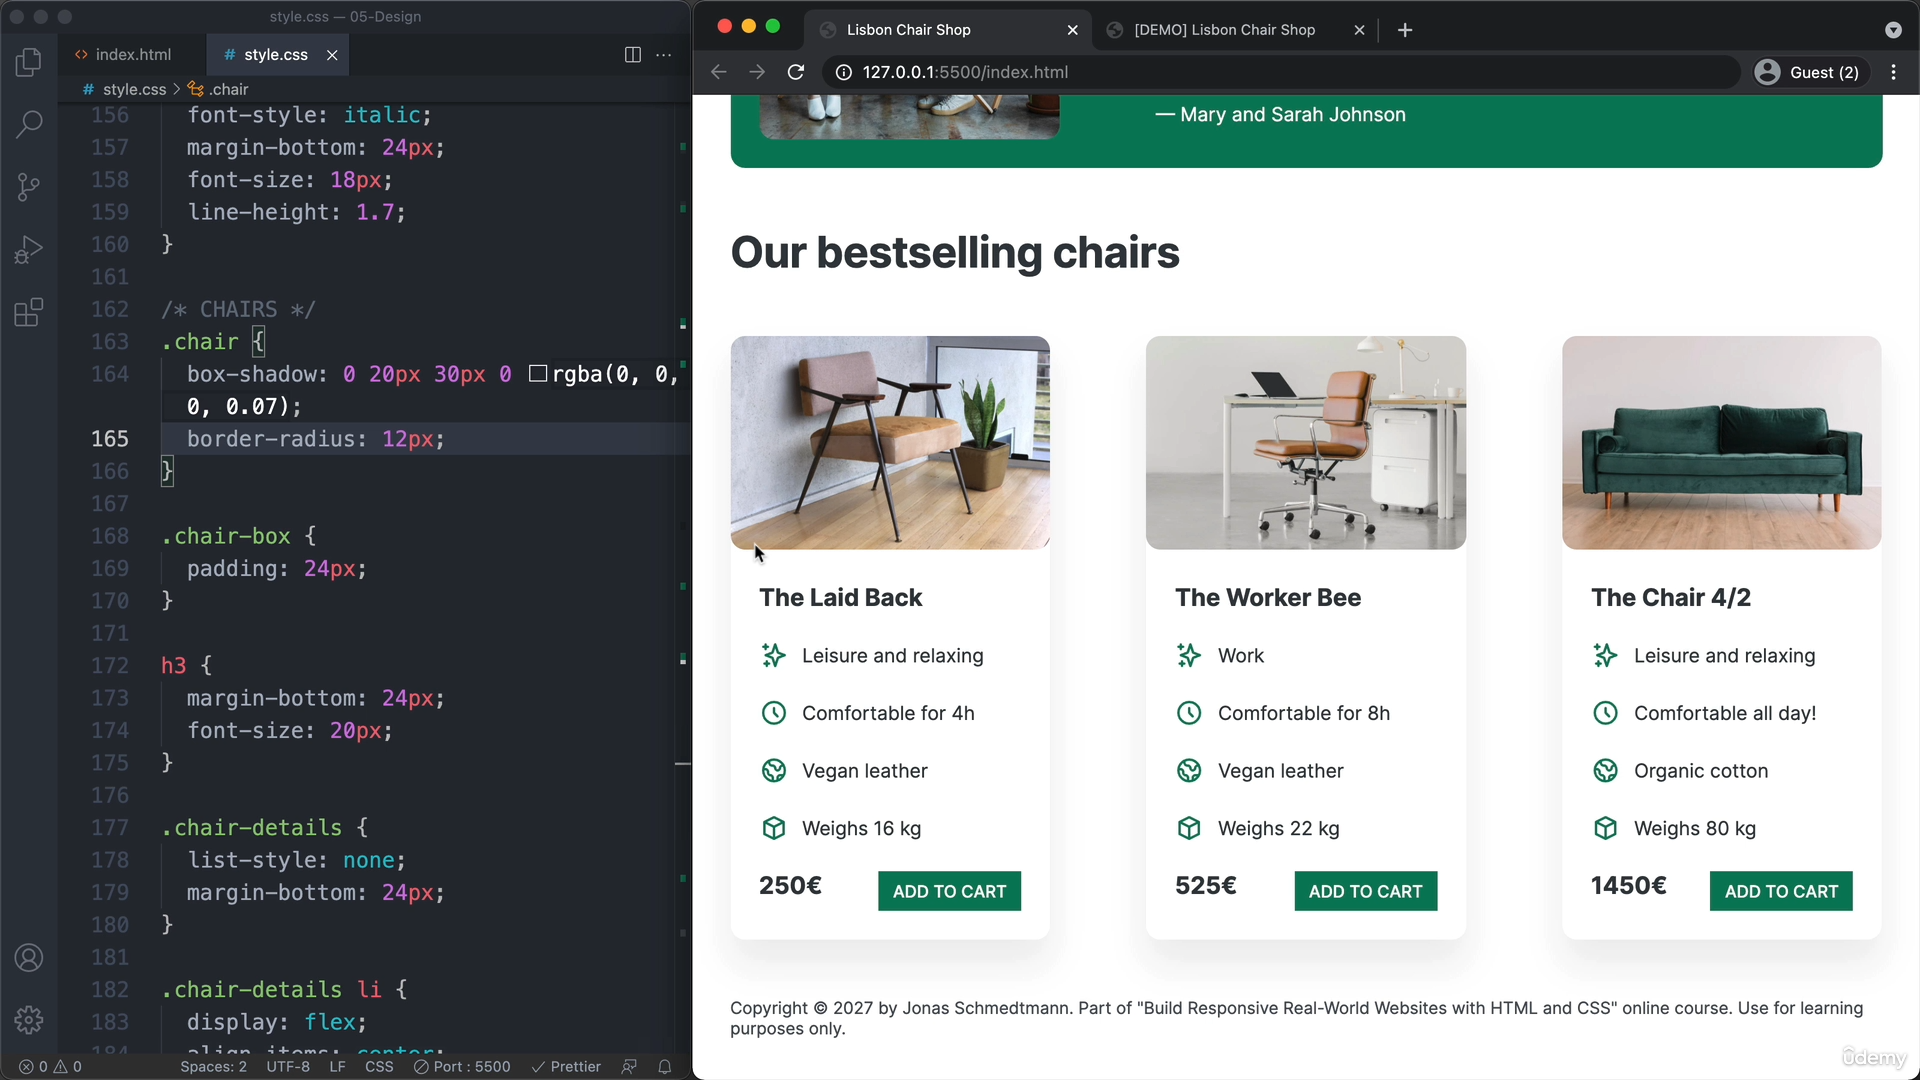 style.css — 05-Design
index.html
# style.css
# style.css > .chair
156 font-style: italic;
157 margin-bottom: 24px;
158 font-size: 18px;
159 line-height: 1.7;
160 }
161
162 /* CHAIRS */
163 .chair {
164 box-shadow: 0 20px 30px 0 rgba(0, 0,
0, 0.07);
165 border-radius: 12px;
166 }
167
168 .chair-box {
169 padding: 24px;
170 }
171
172 h3 {
173 margin-bottom: 24px;
174 font-size: 20px;
175 }
176
177 .chair-details {
178 list-style: none;
179 margin-bottom: 24px;
180 }
181
182 .chair-details li {
183 display: flex;
184 align-items: center;
0 0 Spaces: 2 UTF-8 LF CSS Port : 5500 Prettier
Lisbon Chair Shop
[DEMO] Lisbon Chair Shop
127.0.0.1:5500/index.html
Guest (2)
— Mary and Sarah Johnson
Our bestselling chairs
The Laid Back
Leisure and relaxing
Comfortable for 4h
Vegan leather
Weighs 16 kg
250€ ADD TO CART
The Worker Bee
Work
Comfortable for 8h
Vegan leather
Weighs 22 kg
525€ ADD TO CART
The Chair 4/2
Leisure and relaxing
Comfortable all day!
Organic cotton
Weighs 80 kg
1450€ ADD TO CART
Copyright © 2027 by Jonas Schmedtmann. Part of "Build Responsive Real-World Websites with HTML and CSS" online course. Use for learning
purposes only.
ûdemy